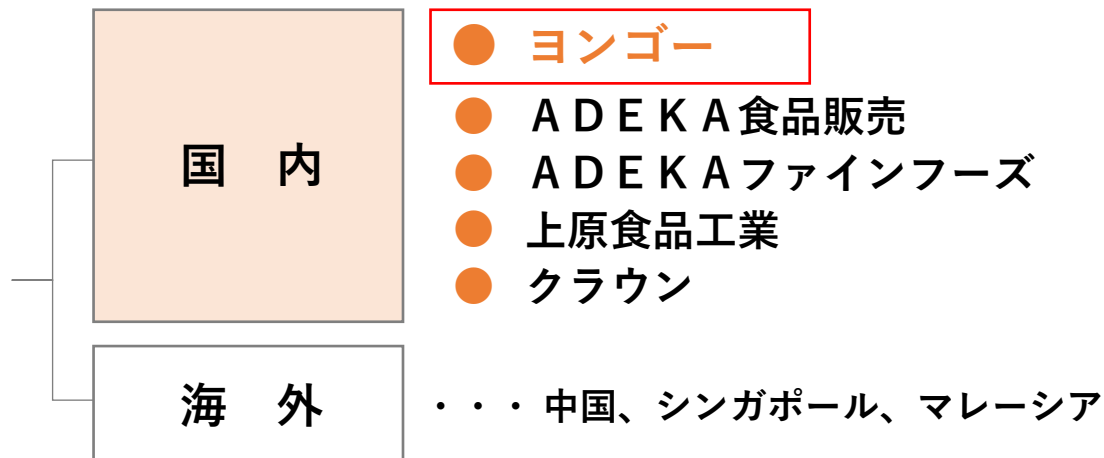 ヨンゴー
ＡＤＥＫＡ食品販売
国　内
ＡＤＥＫＡファインフーズ
上原食品工業
クラウン
海　外
・・・中国、シンガポール、マレーシア